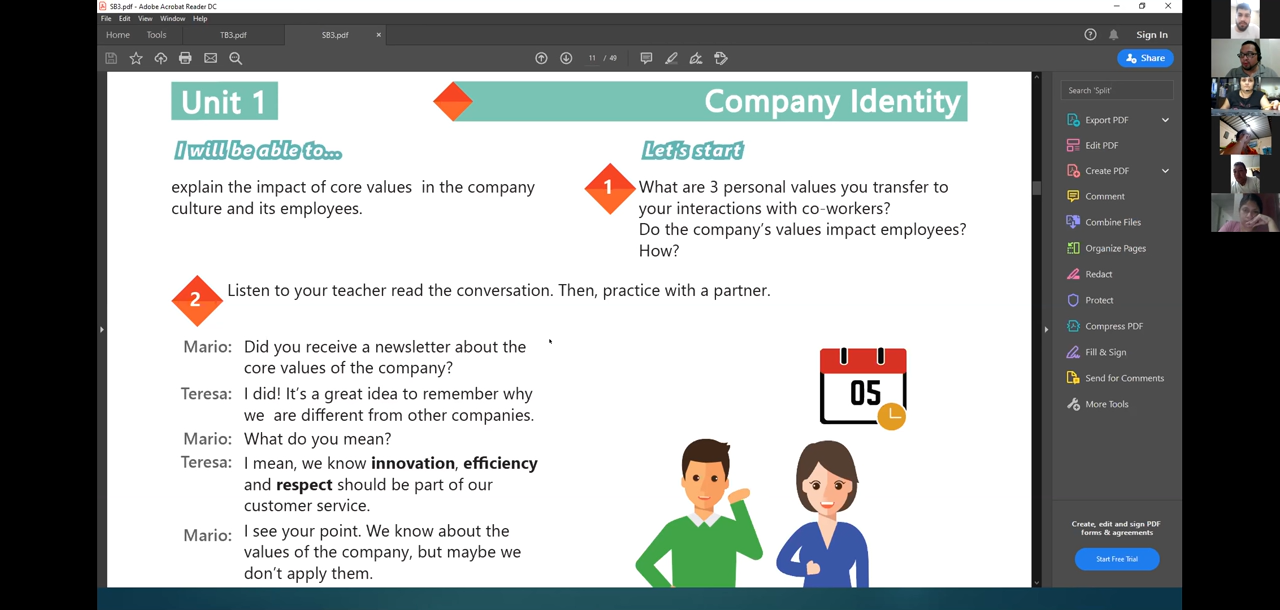 SB3.pdf - Adobe Acrobat Reader DC
File Edit View Window Help
Home Tools TB3.pdf SB3.pdf ×
Sign In
11 / 49
Share
Unit 1
Company Identity
I will be able to...
explain the impact of core values in the company
culture and its employees.
Let's start
1
What are 3 personal values you transfer to
your interactions with co-workers?
Do the company's values impact employees?
How?
2
Listen to your teacher read the conversation. Then, practice with a partner.
Mario: Did you receive a newsletter about the
core values of the company?
Teresa: I did! It's a great idea to remember why
we are different from other companies.
Mario: What do you mean?
Teresa: I mean, we know innovation, efficiency
and respect should be part of our
customer service.
Mario: I see your point. We know about the
values of the company, but maybe we
don't apply them.
05
Search 'Split'
Export PDF
Edit PDF
Create PDF
Comment
Combine Files
Organize Pages
Redact
Protect
Compress PDF
Fill & Sign
Send for Comments
More Tools
Create, edit and sign PDF
forms & agreements
Start Free Trial